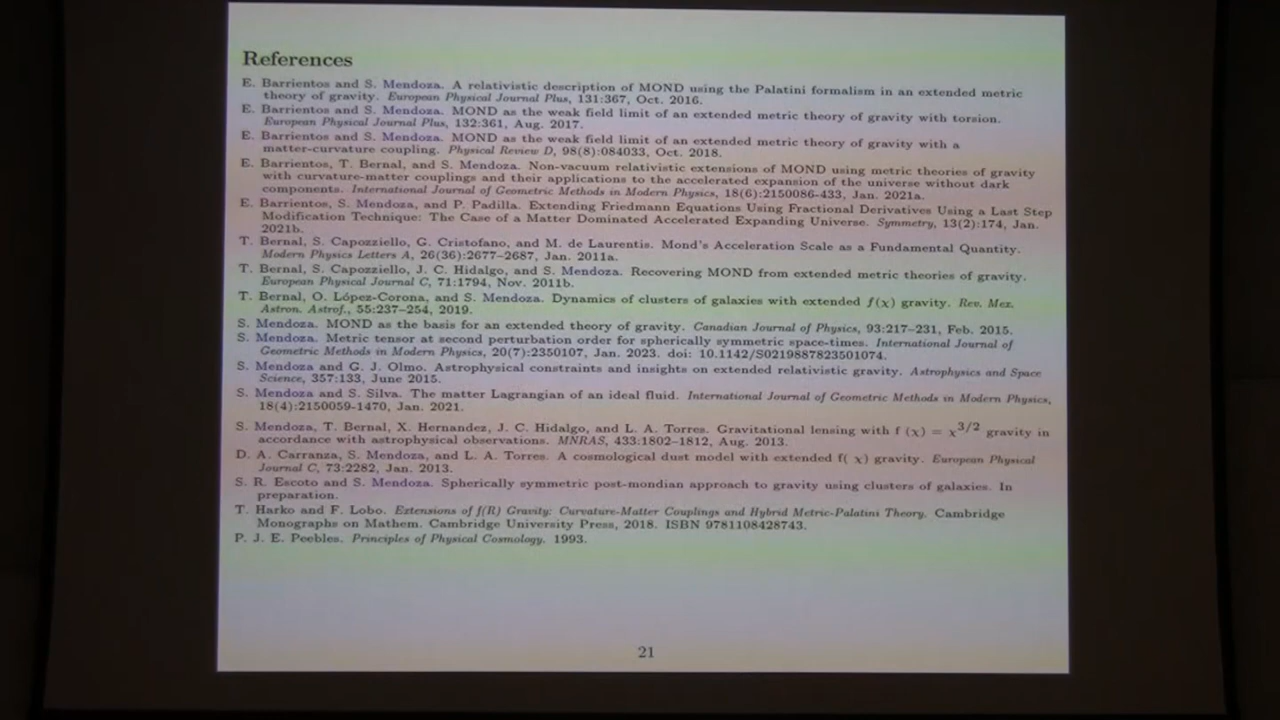 References
E. Barrientos and S. Mendoza. A relativistic description of MOND using the Palatini formalism in an extended metric
theory of gravity. European Physical Journal Plus, 131:367, Oct. 2016.
E. Barrientos and S. Mendoza. MOND as the weak field limit of an extended metric theory of gravity with torsion.
European Physical Journal Plus, 132:361, Aug. 2017.
E. Barrientos and S. Mendoza. MOND as the weak field limit of an extended metric theory of gravity with a
matter-curvature coupling. Physical Review D, 98(8):084033, Oct. 2018.
E. Barrientos, T. Bernal, and S. Mendoza. Non-vacuum relativistic extensions of MOND using metric theories of gravity
with curvature-matter couplings and their applications to the accelerated expansion of the universe without dark
components. International Journal of Geometric Methods in Modern Physics, 18(6):2150086-433, Jan. 2021a.
E. Barrientos, S. Mendoza, and P. Padilla. Extending Friedmann Equations Using Fractional Derivatives Using a Last Step
Modification Technique: The Case of a Matter Dominated Accelerated Expanding Universe. Symmetry, 13(2):174, Jan.
2021b.
T. Bernal, S. Capozziello, G. Cristofano, and M. de Laurentis. Mond's Acceleration Scale as a Fundamental Quantity.
Modern Physics Letters A, 26(36):2677–2687, Jan. 2011a.
T. Bernal, S. Capozziello, J. C. Hidalgo, and S. Mendoza. Recovering MOND from extended metric theories of gravity.
European Physical Journal C, 71:1794, Nov. 2011b.
T. Bernal, O. López-Corona, and S. Mendoza. Dynamics of clusters of galaxies with extended f(χ) gravity. Rev. Mex.
Astron. Astrof., 55:237–254, 2019.
S. Mendoza. MOND as the basis for an extended theory of gravity. Canadian Journal of Physics, 93:217–231, Feb. 2015.
S. Mendoza. Metric tensor at second perturbation order for spherically symmetric space-times. International Journal of
Geometric Methods in Modern Physics, 20(7):2350107, Jan. 2023. doi: 10.1142/S0219887823501074.
S. Mendoza and G. J. Olmo. Astrophysical constraints and insights on extended relativistic gravity. Astrophysics and Space
Science, 357:133, June 2015.
S. Mendoza and S. Silva. The matter Lagrangian of an ideal fluid. International Journal of Geometric Methods in Modern Physics,
18(4):2150059-1470, Jan. 2021.
S. Mendoza, T. Bernal, X. Hernandez, J. C. Hidalgo, and L. A. Torres. Gravitational lensing with f (χ) = χ^3/2 gravity in
accordance with astrophysical observations. MNRAS, 433:1802–1812, Aug. 2013.
D. A. Carranza, S. Mendoza, and L. A. Torres. A cosmological dust model with extended f( χ) gravity. European Physical
Journal C, 73:2282, Jan. 2013.
S. R. Escoto and S. Mendoza. Spherically symmetric post-mondian approach to gravity using clusters of galaxies. In
preparation.
T. Harko and F. Lobo. Extensions of f(R) Gravity: Curvature-Matter Couplings and Hybrid Metric-Palatini Theory. Cambridge
Monographs on Mathem. Cambridge University Press, 2018. ISBN 9781108428743.
P. J. E. Peebles. Principles of Physical Cosmology. 1993.
21